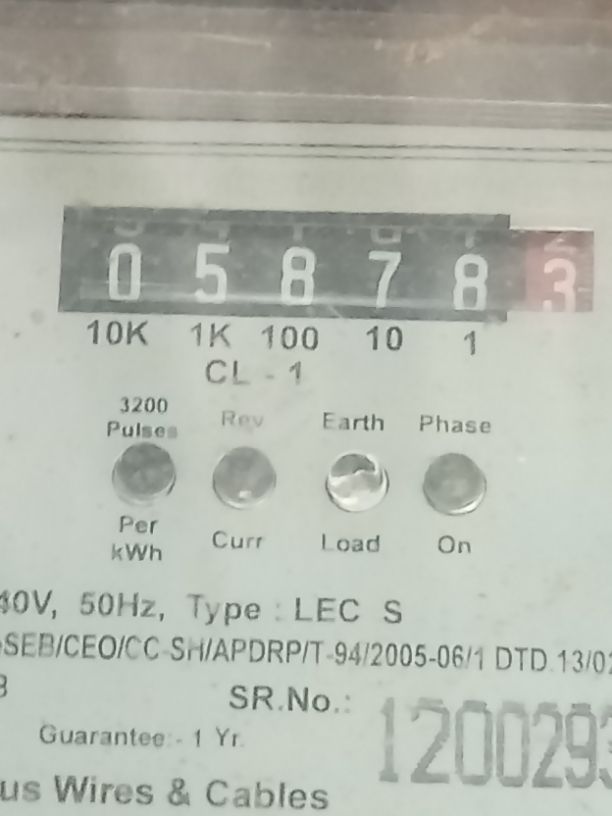 0 5 8 7 8 3
10K 1K 100 10 1
CL - 1
3200 Pulses Rev Earth Phase
Per kWh Curr Load On
40V, 50Hz, Type : LEC S
SEB/CEO/CC-SH/APDRP/T-94/2005-06/1 DTD.13/02
SR.No.: 1200293
Guarantee:- 1 Yr.
us Wires & Cables